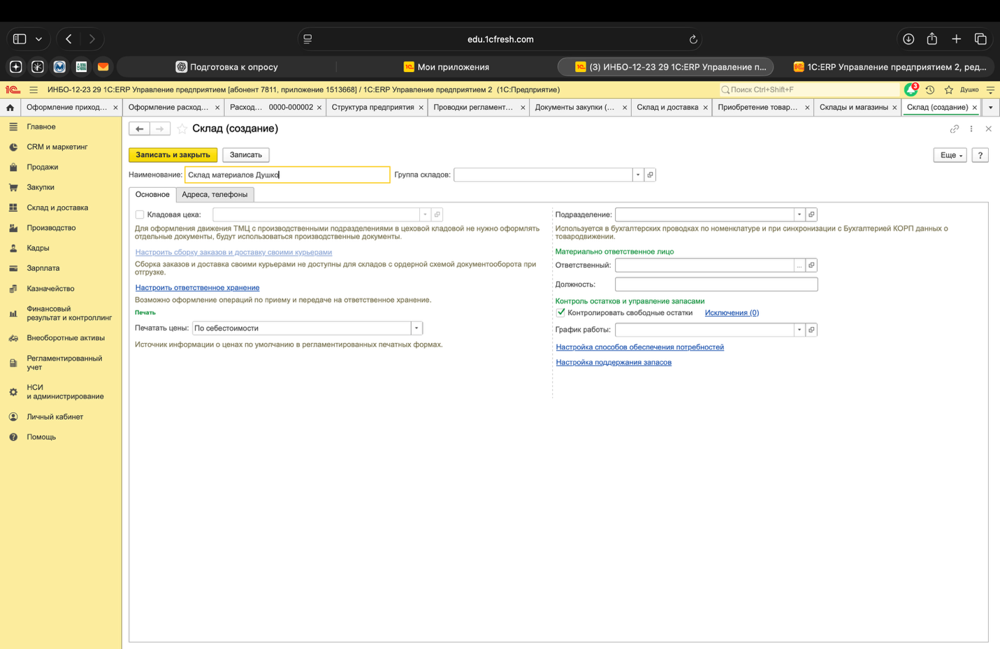 edu.1cfresh.com
Подготовка к опросу
Мои приложения
(3) ИНБО-12-23 29 1С:ERP Управление п...
1С:ERP Управление предприятием 2, ред...
ИНБО-12-23 29 1С:ERP Управление предприятием [абонент 7811, приложение 1513668] / 1С:ERP Управление предприятием 2 (1С:Предприятие)
Поиск Ctrl+Shift+F
3
Душко
Оформление приход...
Оформление расход...
Расход... 0000-000002
Структура предприятия
Проводки регламент...
Документы закупки (...
Склад и доставка
Приобретение товар...
Склады и магазины
Склад (создание)
Главное
CRM и маркетинг
Продажи
Закупки
Склад и доставка
Производство
Кадры
Зарплата
Казначейство
Финансовый
результат и контроллинг
Внеоборотные активы
Регламентированный
учет
НСИ
и администрирование
Личный кабинет
Помощь
Склад (создание)
Записать и закрыть
Записать
Еще
?
Наименование: Склад материалов Душко
Группа складов:
Основное
Адреса, телефоны
Кладовая цеха:
Для оформления движения ТМЦ с производственными подразделениями в цеховой кладовой не нужно оформлять
отдельные документы, будут использоваться производственные документы.
Настроить сборку заказов и доставку своими курьерами
Сборка заказов и доставка своими курьерами не доступны для складов с ордерной схемой документооборота при
отгрузке.
Настроить ответственное хранение
Возможно оформление операций по приему и передаче на ответственное хранение.
Печать
Печатать цены: По себестоимости
Источник информации о ценах по умолчанию в регламентированных печатных формах.
Подразделение:
Используется в бухгалтерских проводках по номенклатуре и при синхронизации с Бухгалтерией КОРП данных о
товародвижении.
Материально ответственное лицо
Ответственный:
Должность:
Контроль остатков и управление запасами
Контролировать свободные остатки
Исключения (0)
График работы:
Настройка способов обеспечения потребностей
Настройка поддержания запасов